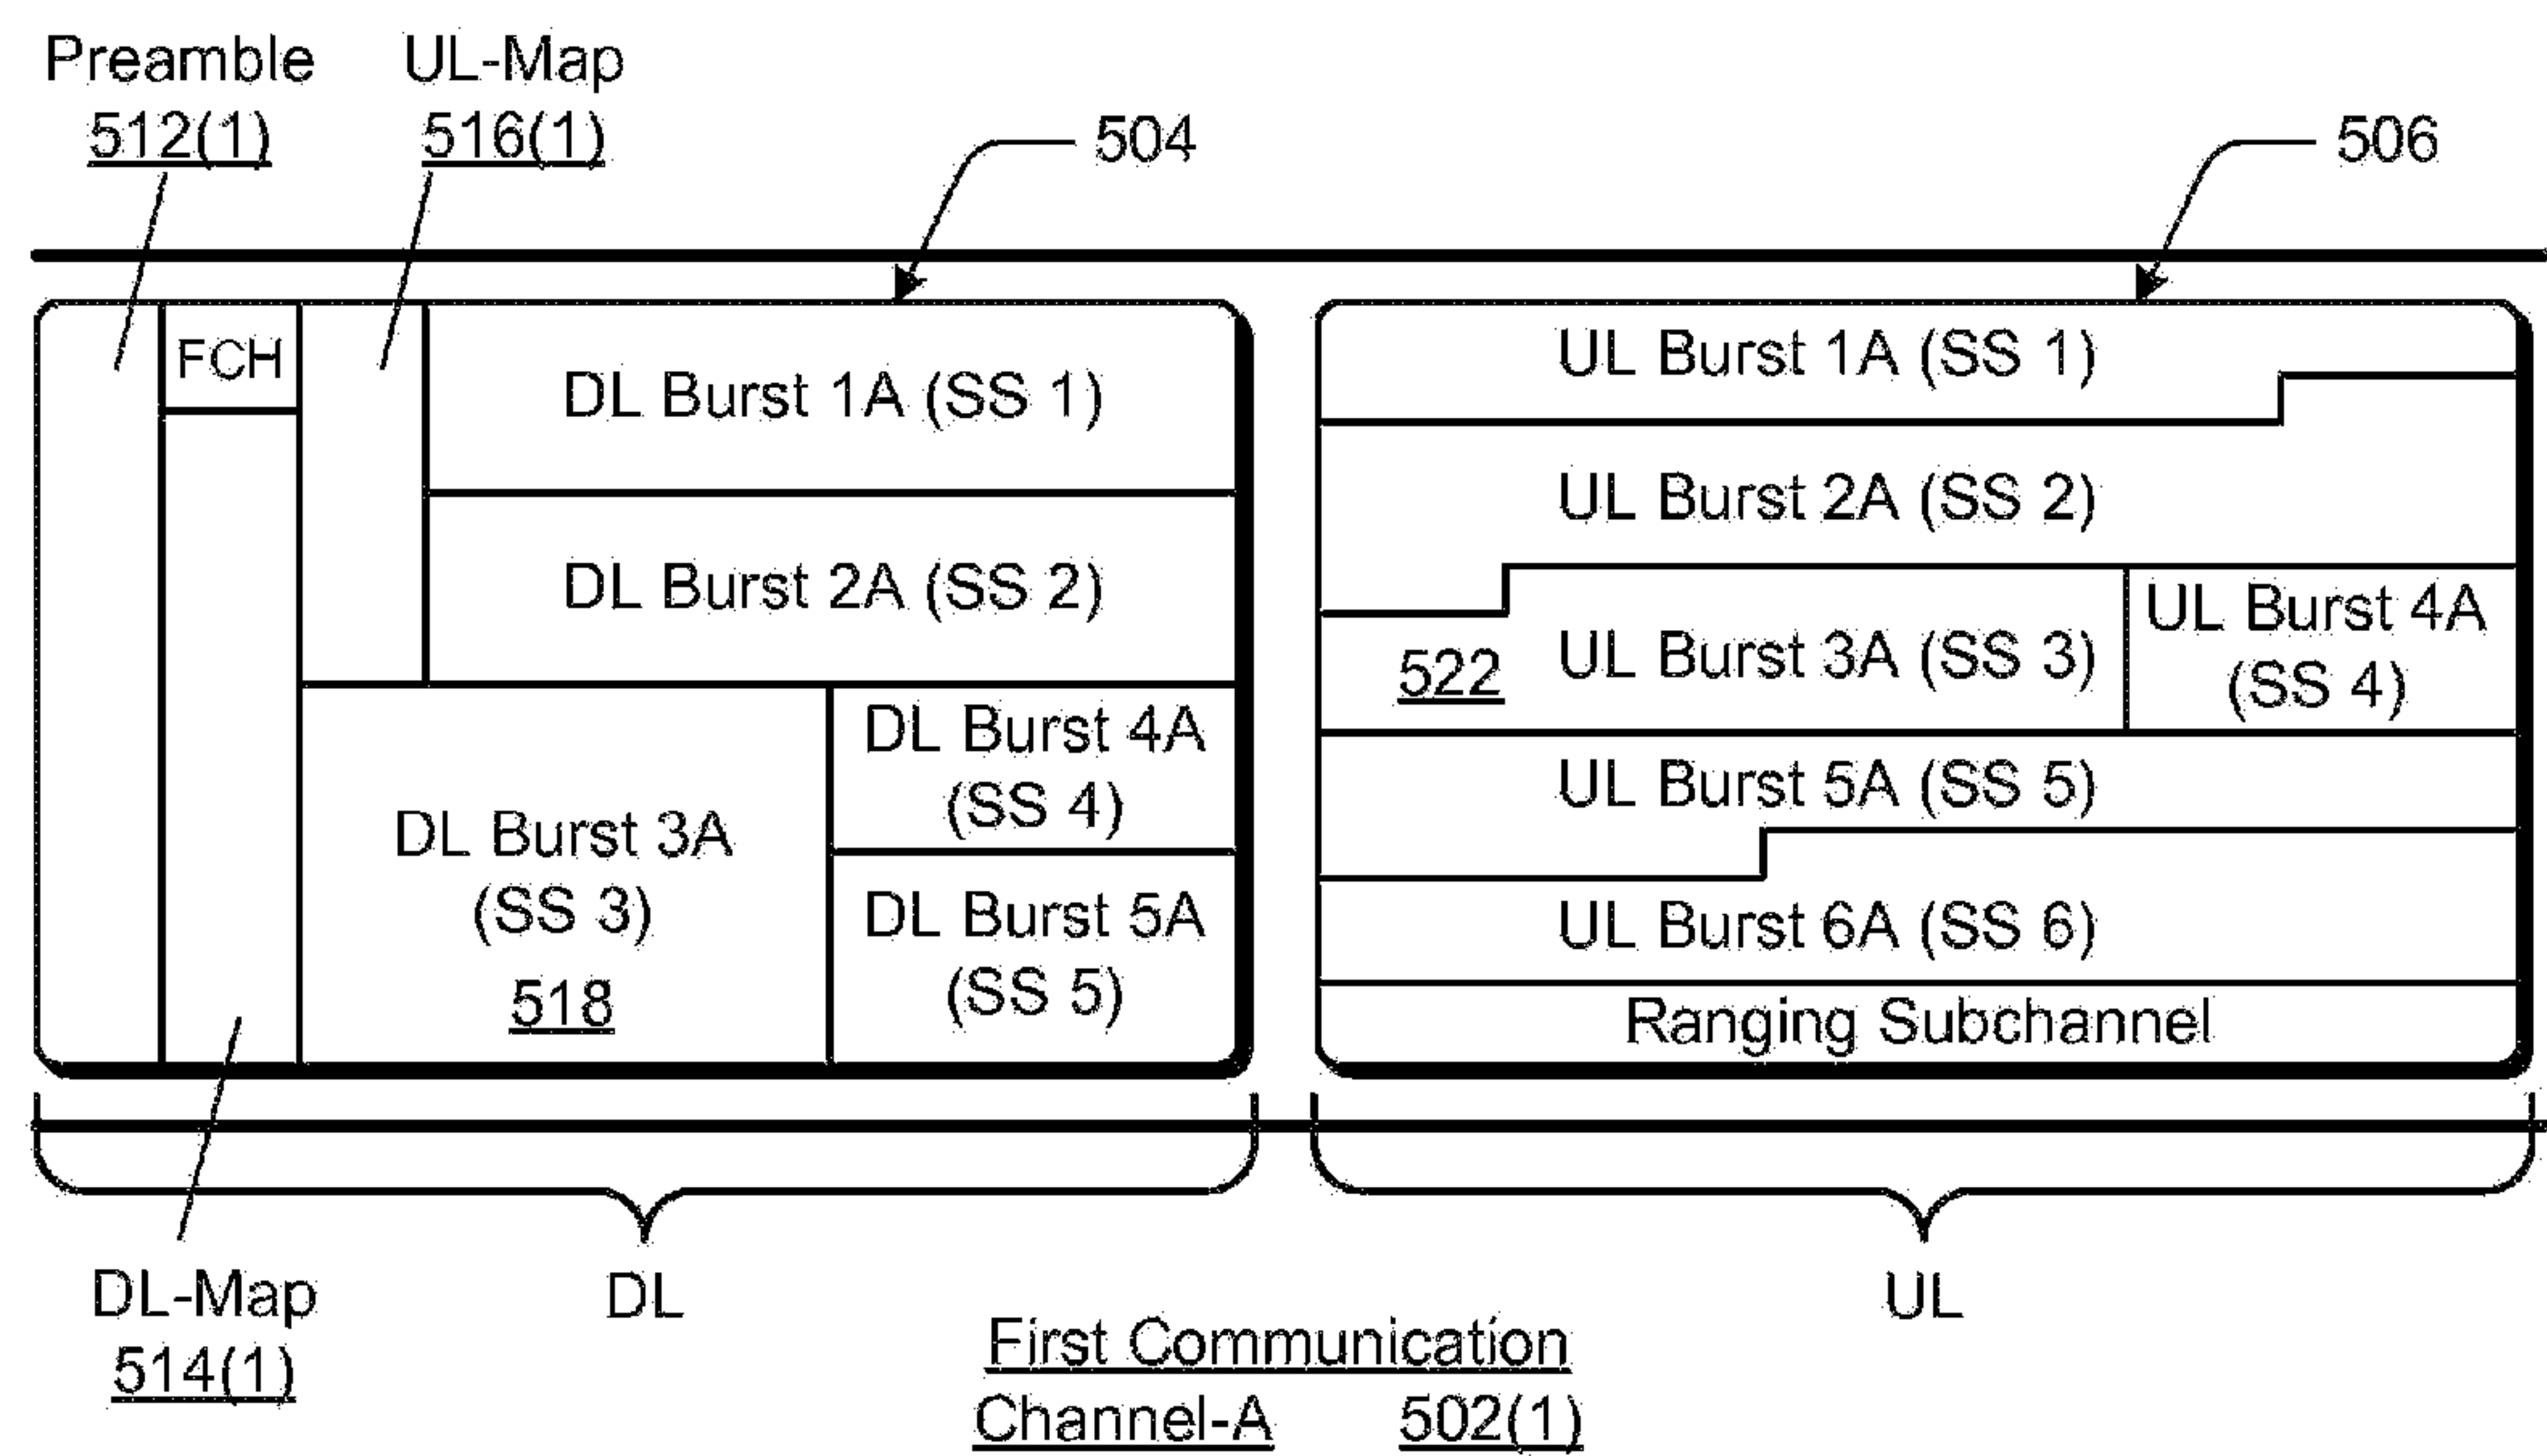 Preamble
512(1)
UL-Map
516(1)
504
506
FCH
DL Burst 1A (SS 1)
DL Burst 2A (SS 2)
DL Burst 3A
(SS 3)
518
DL Burst 4A
(SS 4)
DL Burst 5A
(SS 5)
UL Burst 1A (SS 1)
UL Burst 2A (SS 2)
522
UL Burst 3A (SS 3)
UL Burst 4A
(SS 4)
UL Burst 5A (SS 5)
UL Burst 6A (SS 6)
Ranging Subchannel
DL-Map
514(1)
DL
UL
First Communication
Channel-A 502(1)